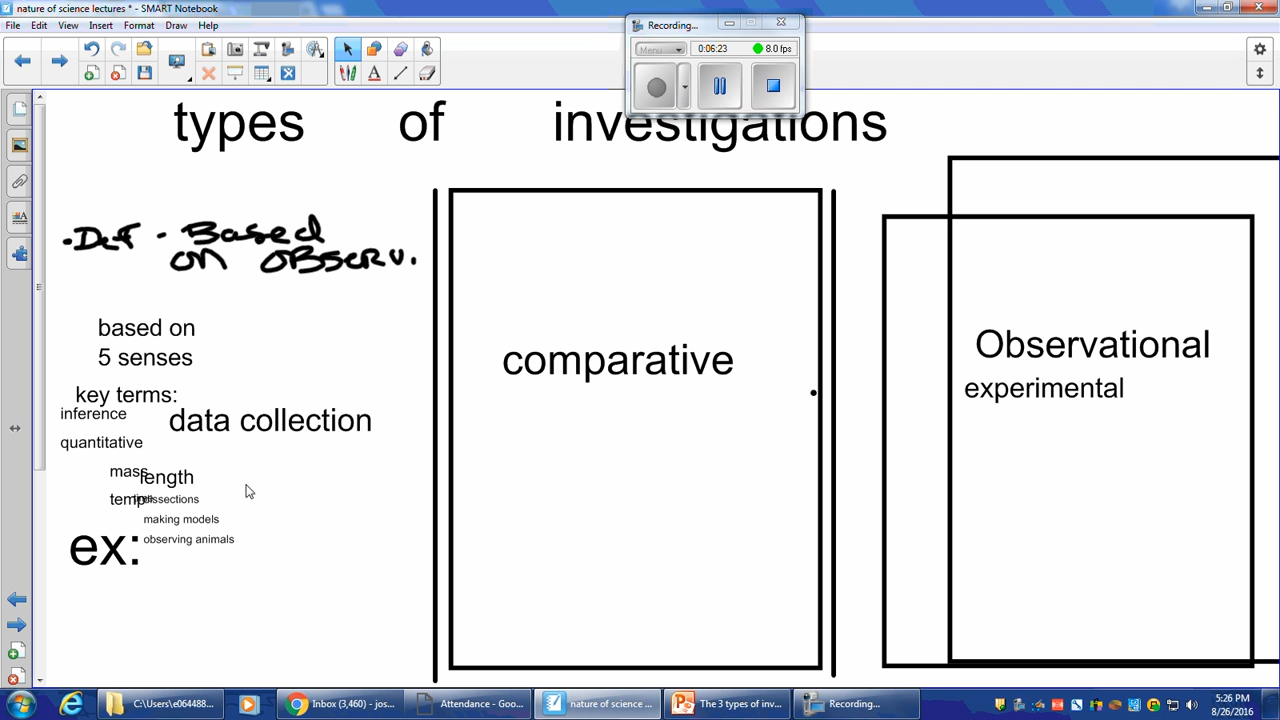 nature of science lectures * - SMART Notebook
File Edit View Insert Format Draw Help
Recording...
Menu 0:06:23 8.0 fps
types of investigations
.Def - Based
on observ.
based on
5 senses
key terms:
inference
data collection
quantitative
mass
length
temp
dissections
making models
observing animals
ex:
comparative
Observational
experimental
C:\Users\e064488...
Inbox (3,460) - jos...
Attendance - Goo...
nature of science ...
The 3 types of inv...
Recording...
5:26 PM
8/26/2016